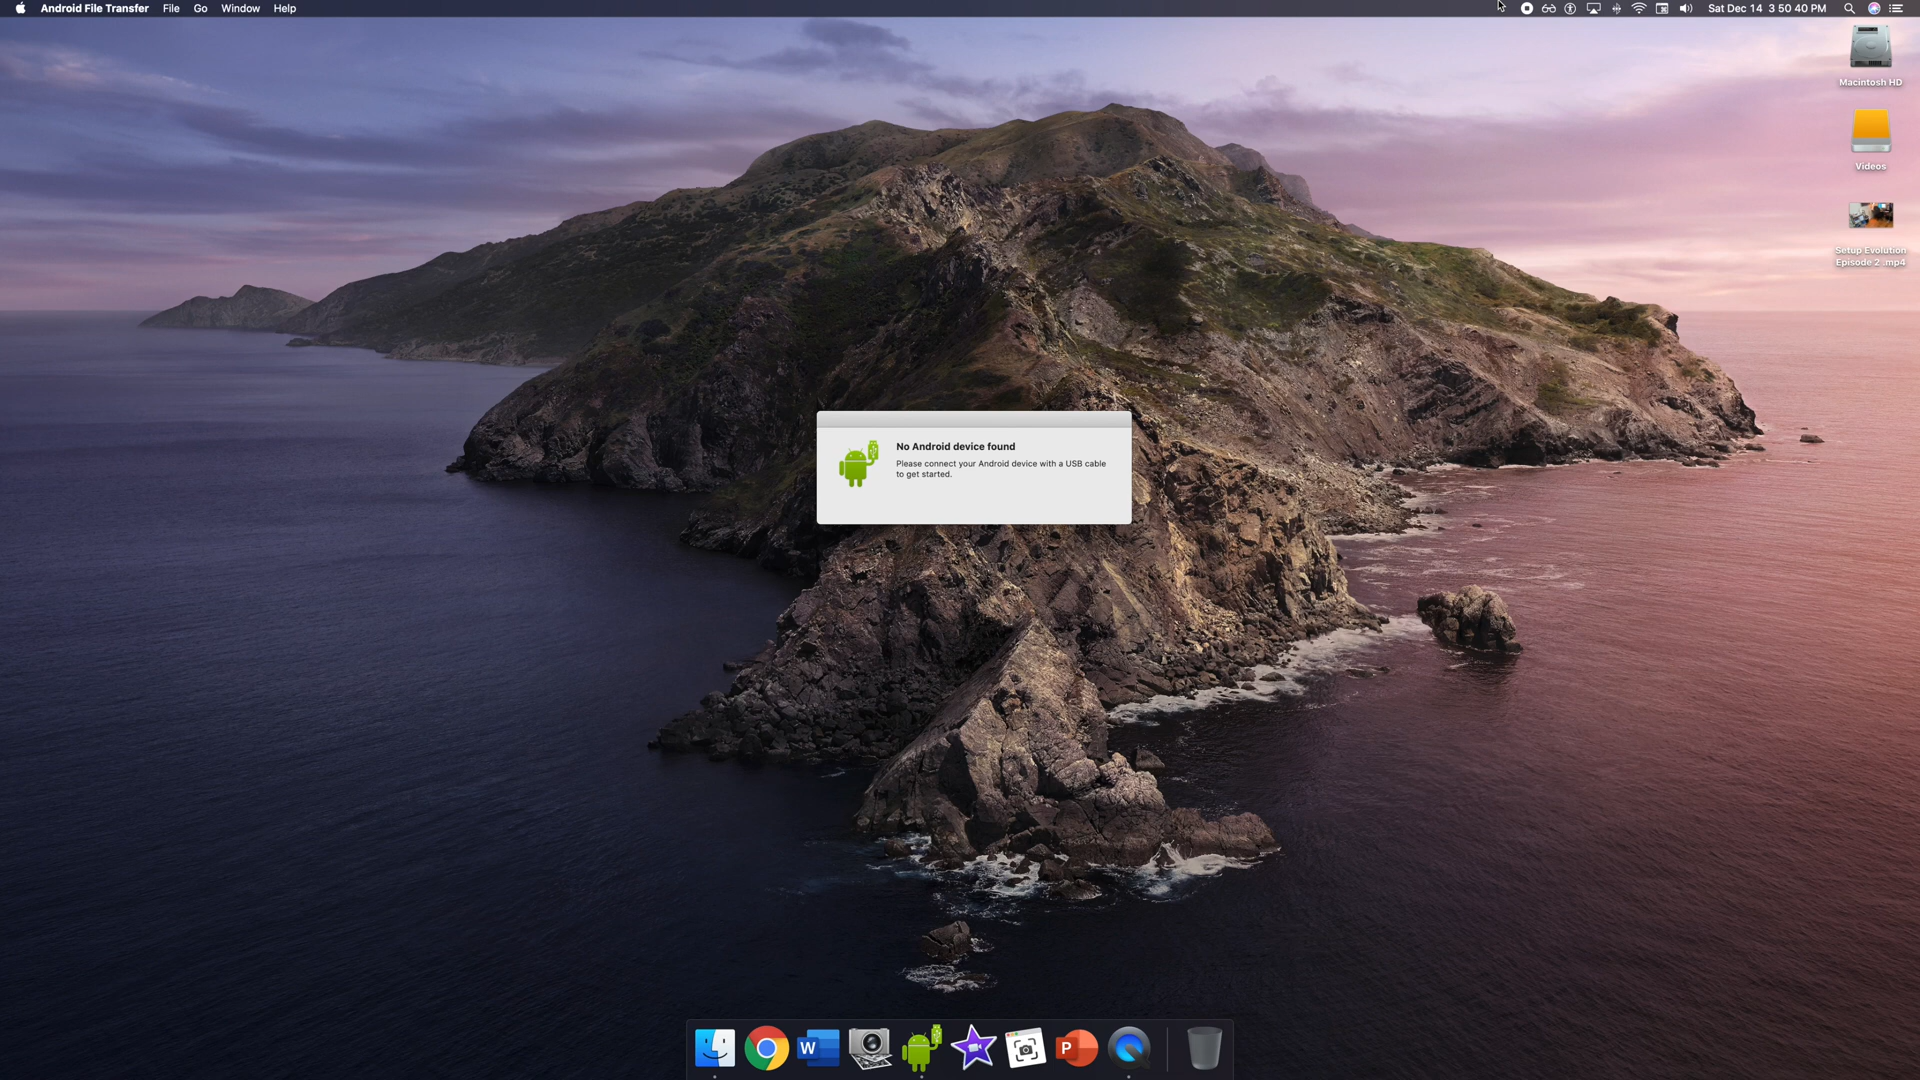 Android File Transfer File Go Window Help
Sat Dec 14 3 50 40 PM
Macintosh HD
Videos
Setup Evolution
Episode 2 .mp4
No Android device found
Please connect your Android device with a USB cable
to get started.
W
P